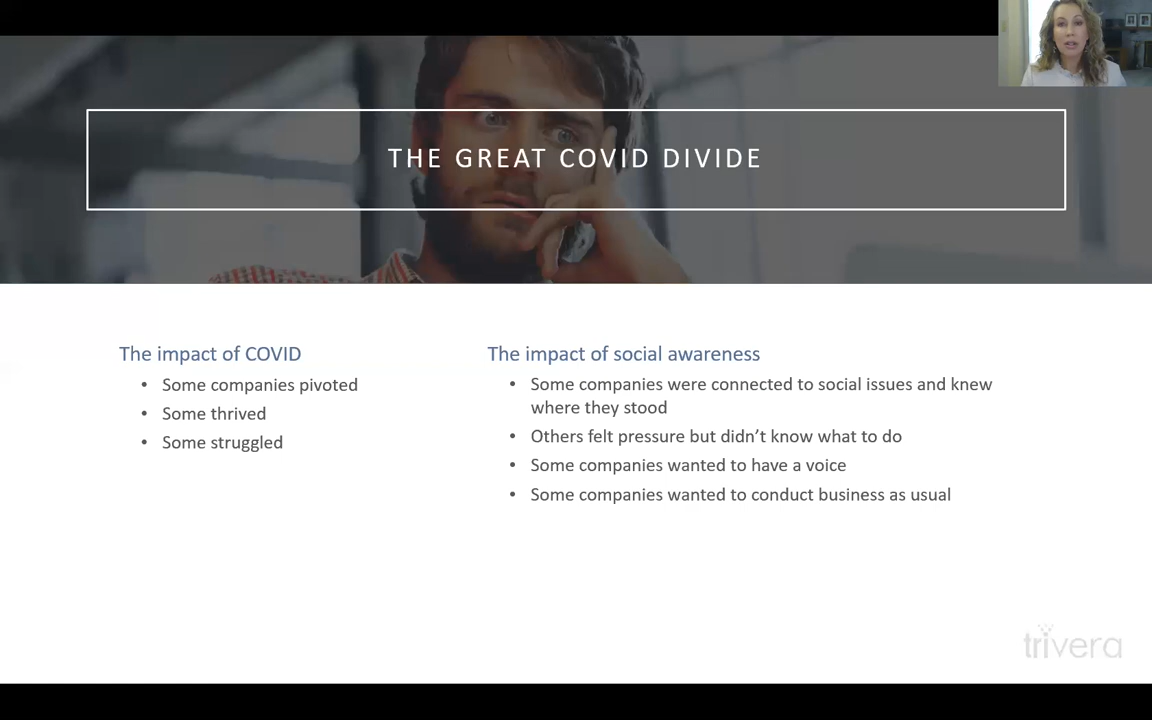 THE GREAT COVID DIVIDE
The impact of COVID
• Some companies pivoted
• Some thrived
• Some struggled
The impact of social awareness
• Some companies were connected to social issues and knew
where they stood
• Others felt pressure but didn’t know what to do
• Some companies wanted to have a voice
• Some companies wanted to conduct business as usual
trivera